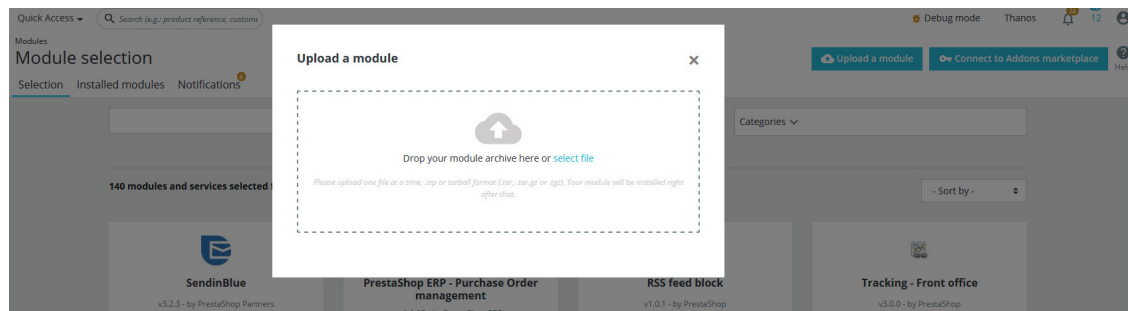 Quick Access
Search (e.g.: product reference, custome
Debug mode
Thanos
12
Modules
Module selection
Upload a module
Connect to Addons marketplace
Hel
Selection
Installed modules
Notifications
Upload a module
×
Drop your module archive here or select file
Please upload one file at a time, .zip or tarball format (.tar, .tar.gz or .tgz). Your module will be installed right
after that.
Categories
140 modules and services selected
- Sort by -
SendinBlue
v3.2.3 - by PrestaShop Partners
PrestaShop ERP - Purchase Order
management
RSS feed block
v1.0.1 - by PrestaShop
Tracking - Front office
v3.0.0 - by PrestaShop